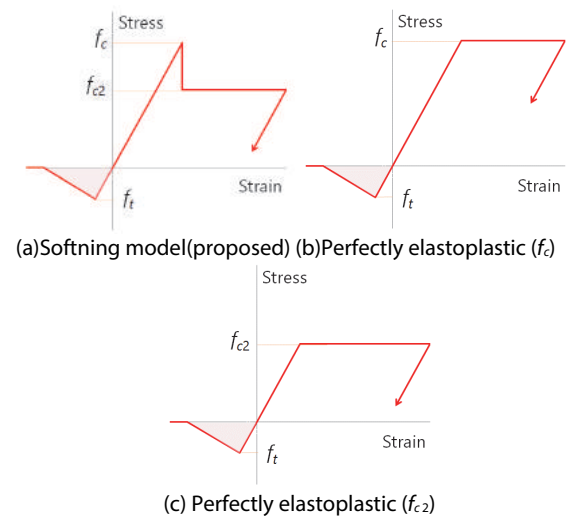 Stress
fc
fc2
Strain
ft
(a)Softning model(proposed)
Stress
fc
Strain
ft
(b)Perfectly elastoplastic (fc)
Stress
fc2
Strain
ft
(c) Perfectly elastoplastic (fc2)